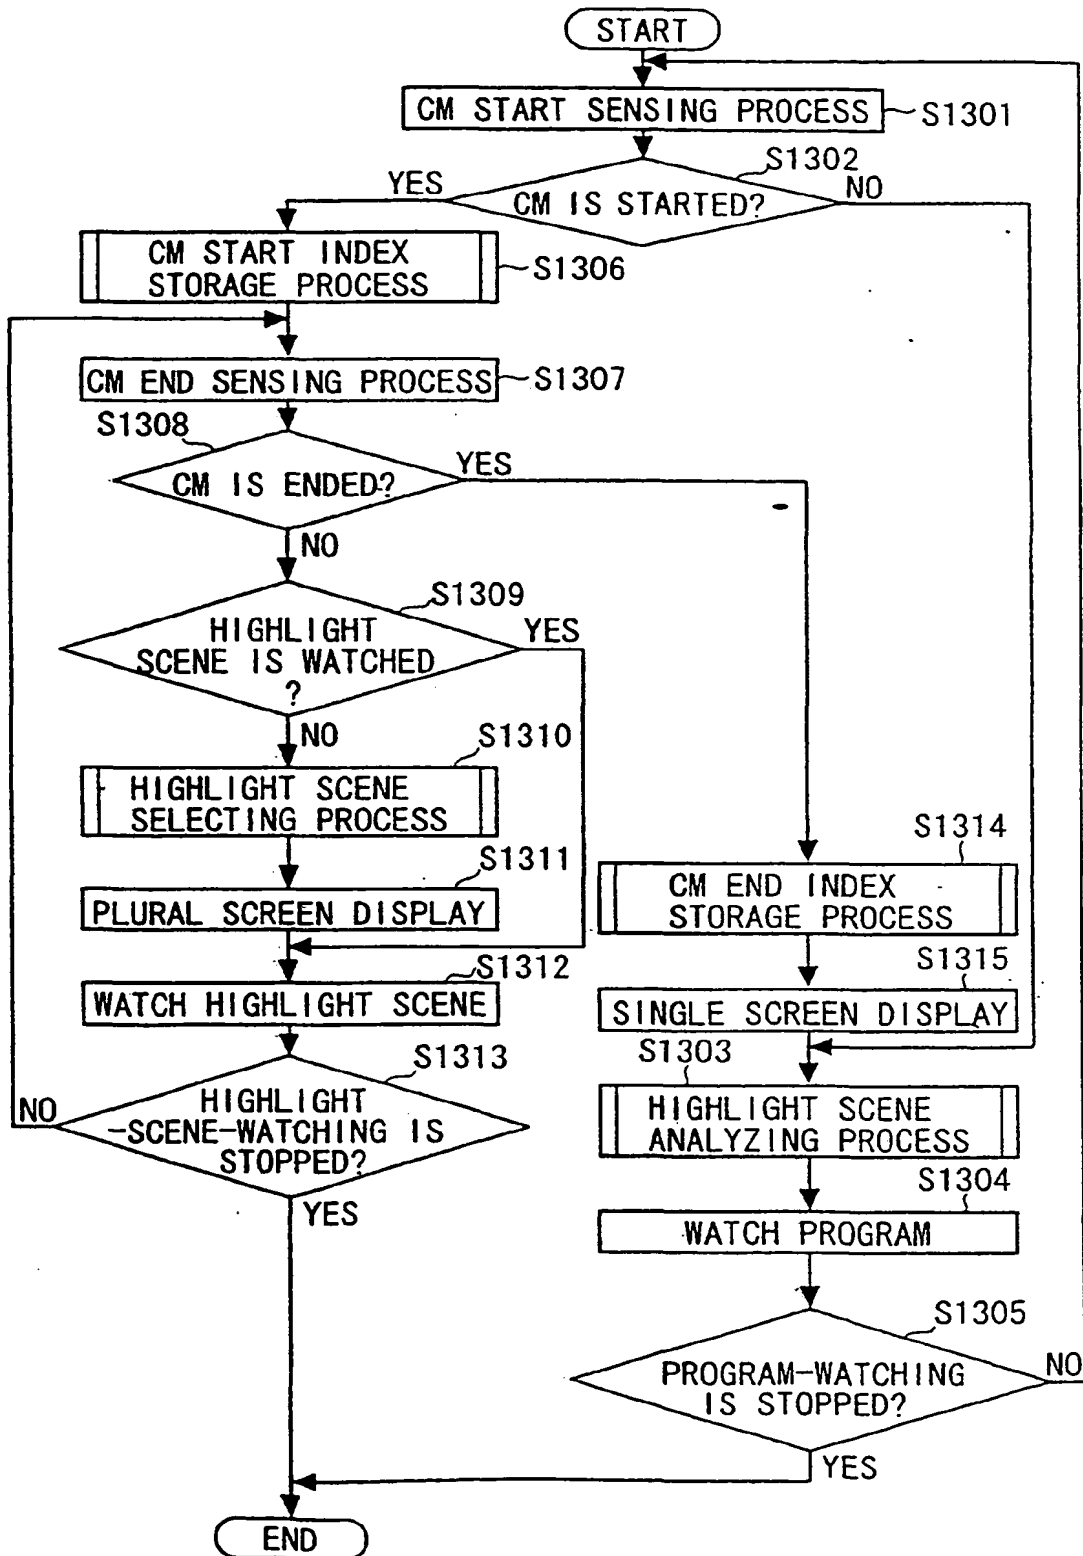 START
CM START SENSING PROCESS
S1301
S1302
YES
CM IS STARTED?
NO
CM START INDEX
STORAGE PROCESS
S1306
CM END SENSING PROCESS
S1307
S1308
CM IS ENDED?
YES
NO
S1309
HIGHLIGHT
SCENE IS WATCHED
?
YES
NO
S1310
HIGHLIGHT SCENE
SELECTING PROCESS
S1311
PLURAL SCREEN DISPLAY
S1312
WATCH HIGHLIGHT SCENE
S1313
HIGHLIGHT
-SCENE-WATCHING IS
STOPPED?
NO
YES
S1314
CM END INDEX
STORAGE PROCESS
S1315
SINGLE SCREEN DISPLAY
S1303
HIGHLIGHT SCENE
ANALYZING PROCESS
S1304
WATCH PROGRAM
S1305
PROGRAM-WATCHING
IS STOPPED?
NO
YES
END